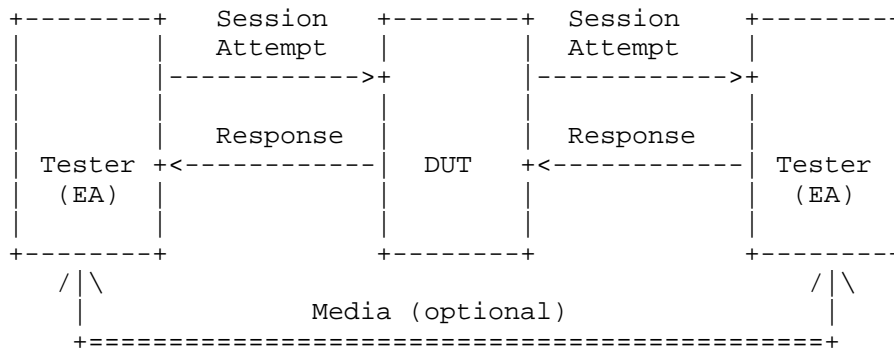 Session Session
Attempt Attempt
Response Response
Tester DUT Tester
(EA) (EA)
Media (optional)